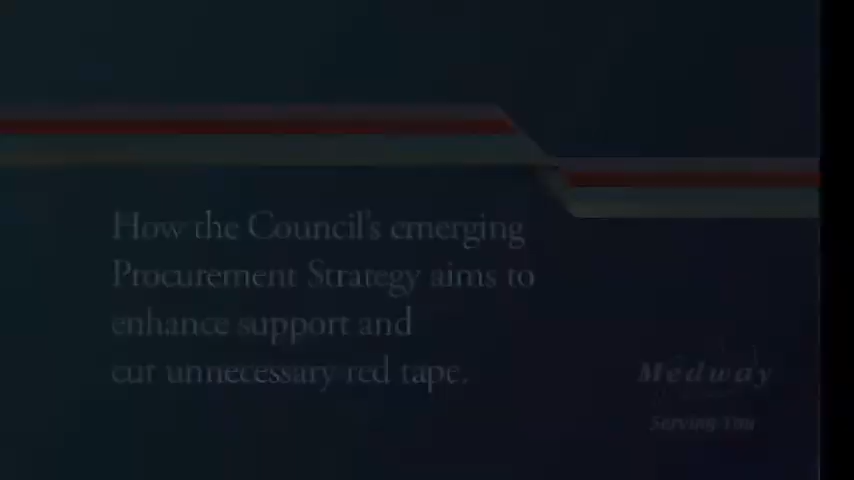 How the Council's emerging
Procurement Strategy aims to
enhance support and
cut unnecessary red tape.
Medway
Serving You